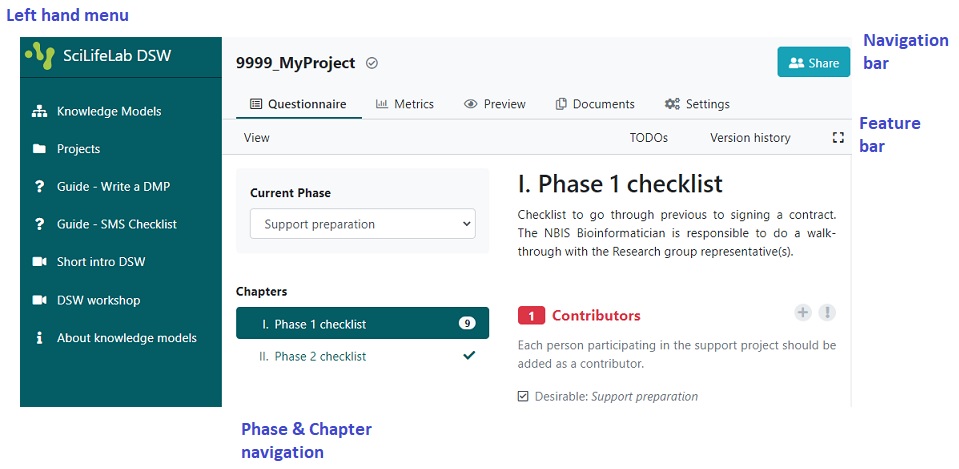 Left hand menu
SciLifeLab DSW
9999_MyProject
Share
Navigation
bar
Knowledge Models
Projects
Guide - Write a DMP
Guide - SMS Checklist
Short intro DSW
DSW workshop
About knowledge models
Questionnaire Metrics Preview Documents Settings
Feature
bar
View TODOs Version history
Current Phase
Support preparation
Chapters
I. Phase 1 checklist 9
II. Phase 2 checklist
I. Phase 1 checklist
Checklist to go through previous to signing a contract.
The NBIS Bioinformatician is responsible to do a walk-
through with the Research group representative(s).
1 Contributors
Each person participating in the support project should be
added as a contributor.
Desirable: Support preparation
Phase & Chapter
navigation